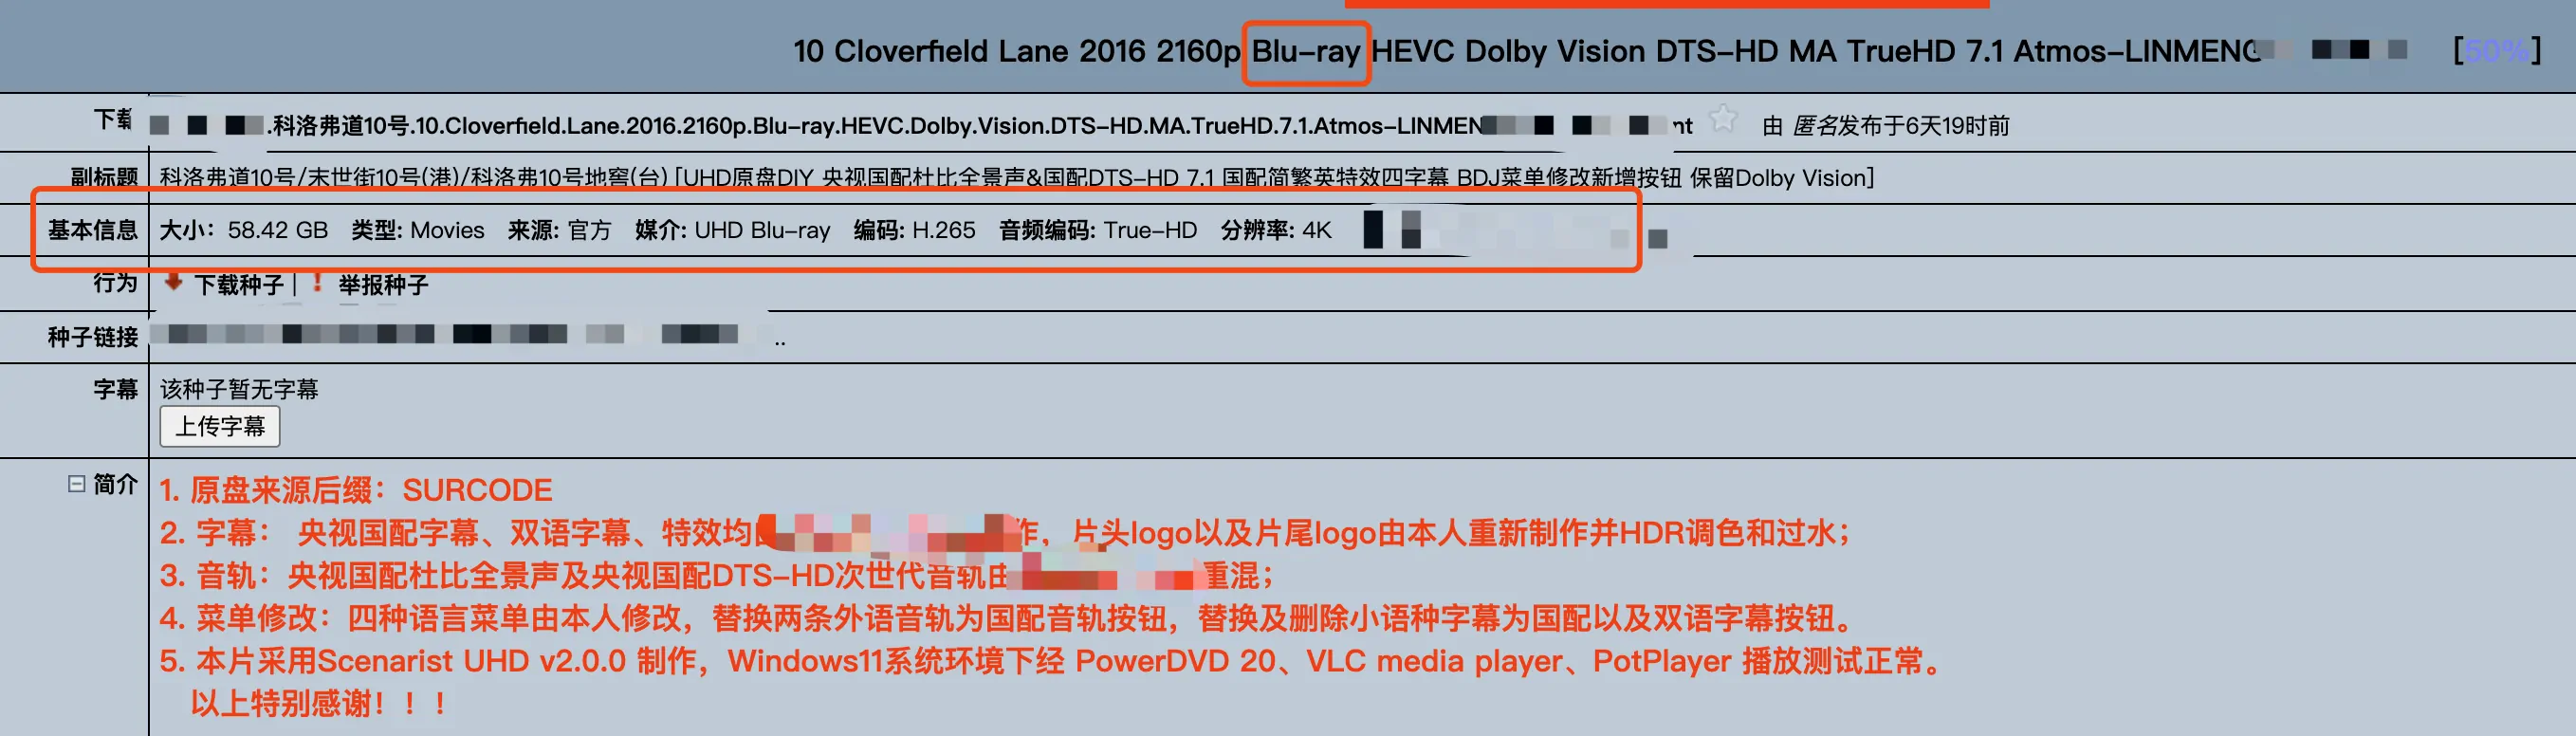 10 Cloverfield Lane 2016 2160p Blu-ray HEVC Dolby Vision DTS-HD MA TrueHD 7.1 Atmos-LINMENG [50%]
下载 .科洛弗道10号.10.Cloverfield.Lane.2016.2160p.Blu-ray.HEVC.Dolby.Vision.DTS-HD.MA.TrueHD.7.1.Atmos-LINMEN nt 由 匿名发布于6天19时前
副标题 科洛弗道10号/末世街10号(港)/科洛弗10号地窖(台) [UHD原盘DIY 央视国配杜比全景声&国配DTS-HD 7.1 国配简繁英特效四字幕 BDJ菜单修改新增按钮 保留Dolby Vision]
基本信息 大小：58.42 GB 类型: Movies 来源: 官方 媒介: UHD Blu-ray 编码: H.265 音频编码: True-HD 分辨率: 4K
行为 下载种子 | 举报种子
种子链接 ..
字幕 该种子暂无字幕
上传字幕
简介 1. 原盘来源后缀：SURCODE
2. 字幕： 央视国配字幕、双语字幕、特效均 作，片头logo以及片尾logo由本人重新制作并HDR调色和过水；
3. 音轨：央视国配杜比全景声及央视国配DTS-HD次世代音轨由 重混；
4. 菜单修改：四种语言菜单由本人修改，替换两条外语音轨为国配音轨按钮，替换及删除小语种字幕为国配以及双语字幕按钮。
5. 本片采用Scenarist UHD v2.0.0 制作，Windows11系统环境下经 PowerDVD 20、VLC media player、PotPlayer 播放测试正常。
以上特别感谢！！！